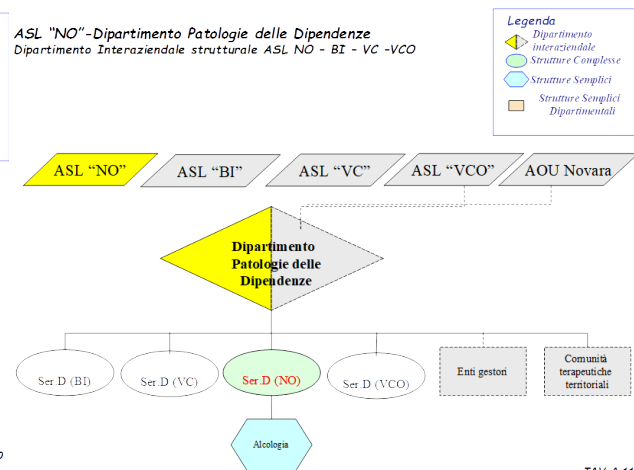 ASL "NO"-Dipartimento Patologie delle Dipendenze
Dipartimento Interaziendale strutturale ASL NO - BI - VC -VCO
Legenda
Dipartimento
interaziendale
Strutture Complesse
Strutture Semplici
Strutture Semplici
Dipartimentali
ASL "NO"
ASL "BI"
ASL "VC"
ASL "VCO"
AOU Novara
Dipartimento
Patologie delle
Dipendenze
Ser.D (BI)
Ser.D (VC)
Ser.D (NO)
Ser.D (VCO)
Enti gestori
Comunità
terapeutiche
territoriali
Alcologia